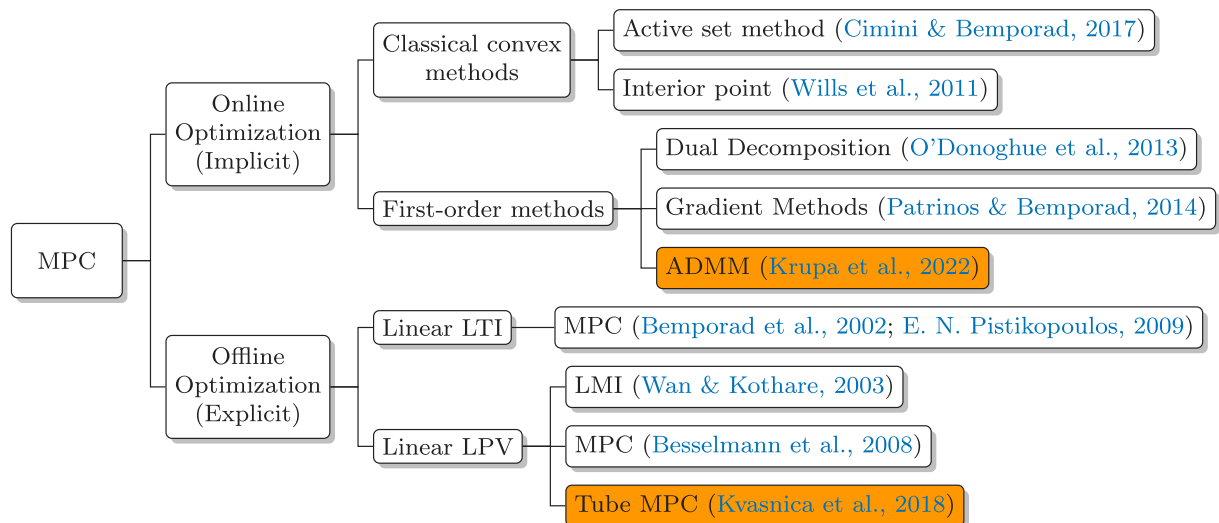 MPC
Online
Optimization
(Implicit)
Classical convex
methods
Active set method (Cimini & Bemporad, 2017)
Interior point (Wills et al., 2011)
First-order methods
Dual Decomposition (O'Donoghue et al., 2013)
Gradient Methods (Patrinos & Bemporad, 2014)
ADMM (Krupa et al., 2022)
Offline
Optimization
(Explicit)
Linear LTI
MPC (Bemporad et al., 2002; E. N. Pistikopoulos, 2009)
Linear LPV
LMI (Wan & Kothare, 2003)
MPC (Besselmann et al., 2008)
Tube MPC (Kvasnica et al., 2018)